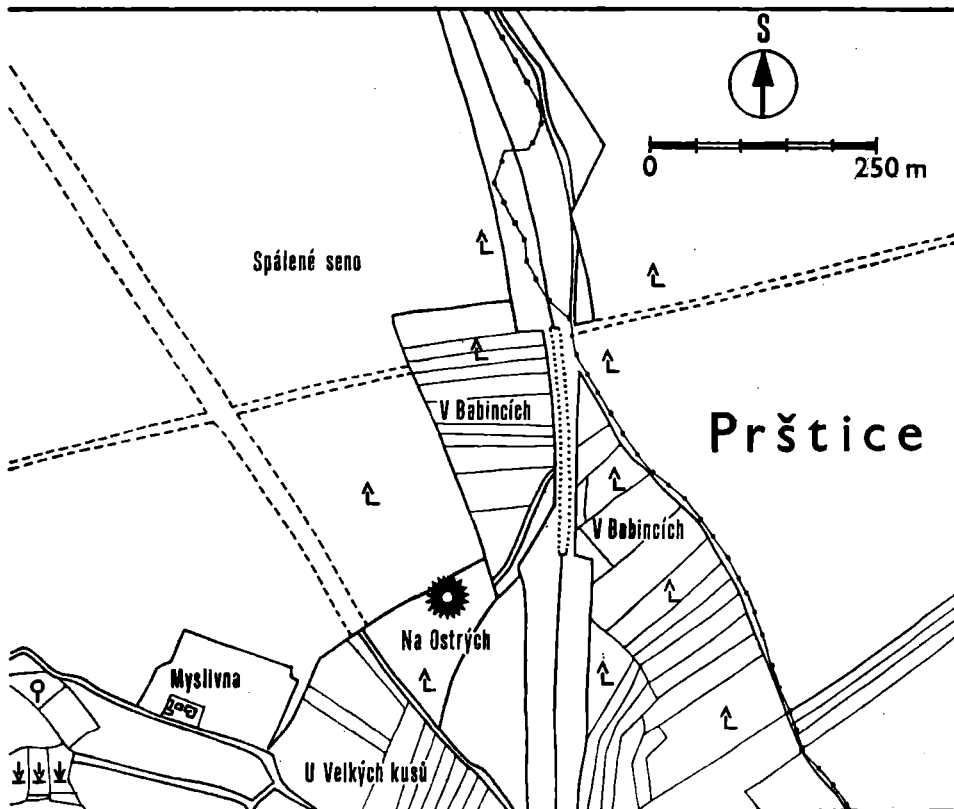 S
0 250 m
Spálené seno
V Babincích
Prštice
V Babincích
Na Ostrých
Myslivna
U Velkých kusů